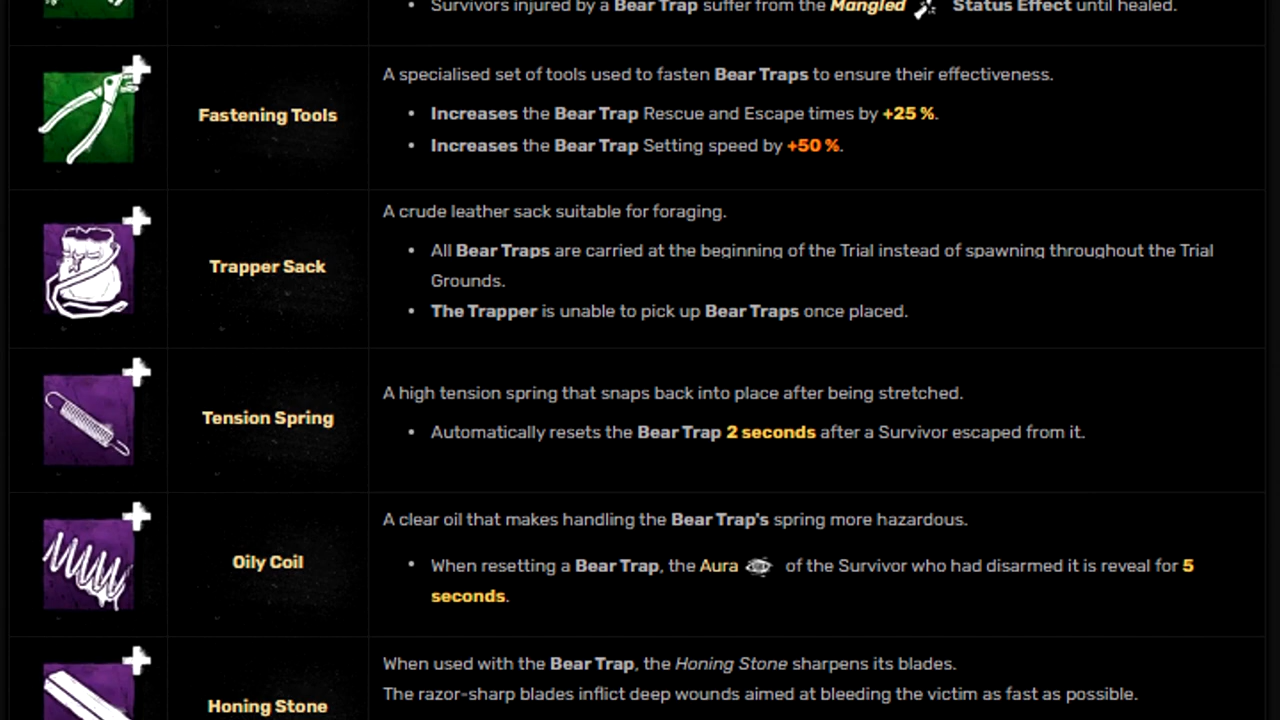 Survivors injured by a Bear Trap suffer from the Mangled Status Effect until healed.
Fastening Tools
A specialised set of tools used to fasten Bear Traps to ensure their effectiveness.
Increases the Bear Trap Rescue and Escape times by +25 %.
Increases the Bear Trap Setting speed by +50 %.
Trapper Sack
A crude leather sack suitable for foraging.
All Bear Traps are carried at the beginning of the Trial instead of spawning throughout the Trial
Grounds.
The Trapper is unable to pick up Bear Traps once placed.
Tension Spring
A high tension spring that snaps back into place after being stretched.
Automatically resets the Bear Trap 2 seconds after a Survivor escaped from it.
Oily Coil
A clear oil that makes handling the Bear Trap's spring more hazardous.
When resetting a Bear Trap, the Aura of the Survivor who had disarmed it is reveal for 5
seconds.
Honing Stone
When used with the Bear Trap, the Honing Stone sharpens its blades.
The razor-sharp blades inflict deep wounds aimed at bleeding the victim as fast as possible.